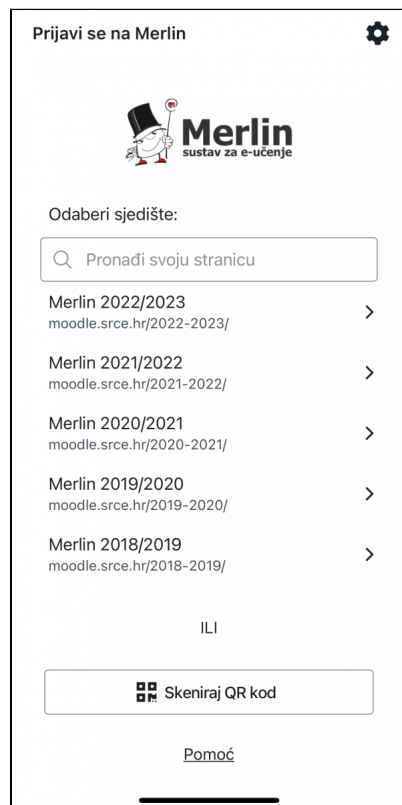 Prijavi se na Merlin
Merlin
sustav za e-učenje
Odaberi sjedište:
Pronađi svoju stranicu
Merlin 2022/2023
moodle.srce.hr/2022-2023/
Merlin 2021/2022
moodle.srce.hr/2021-2022/
Merlin 2020/2021
moodle.srce.hr/2020-2021/
Merlin 2019/2020
moodle.srce.hr/2019-2020/
Merlin 2018/2019
moodle.srce.hr/2018-2019/
ILI
Skeniraj QR kod
Pomoć